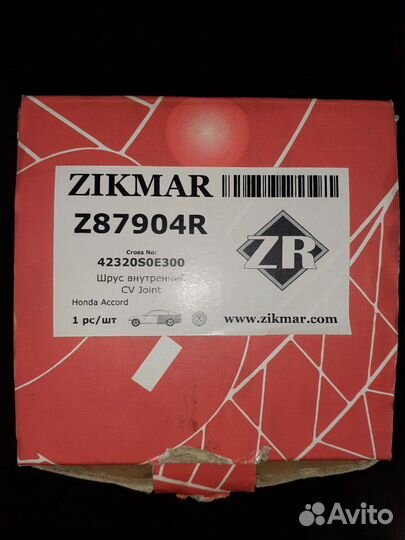 ZIKMAR
Z87904R
Cross No:
42320S0E300
Шрус внутренний
CV Joint
Honda Accord
1 pc/шт
ZR
www.zikmar.com
Avito